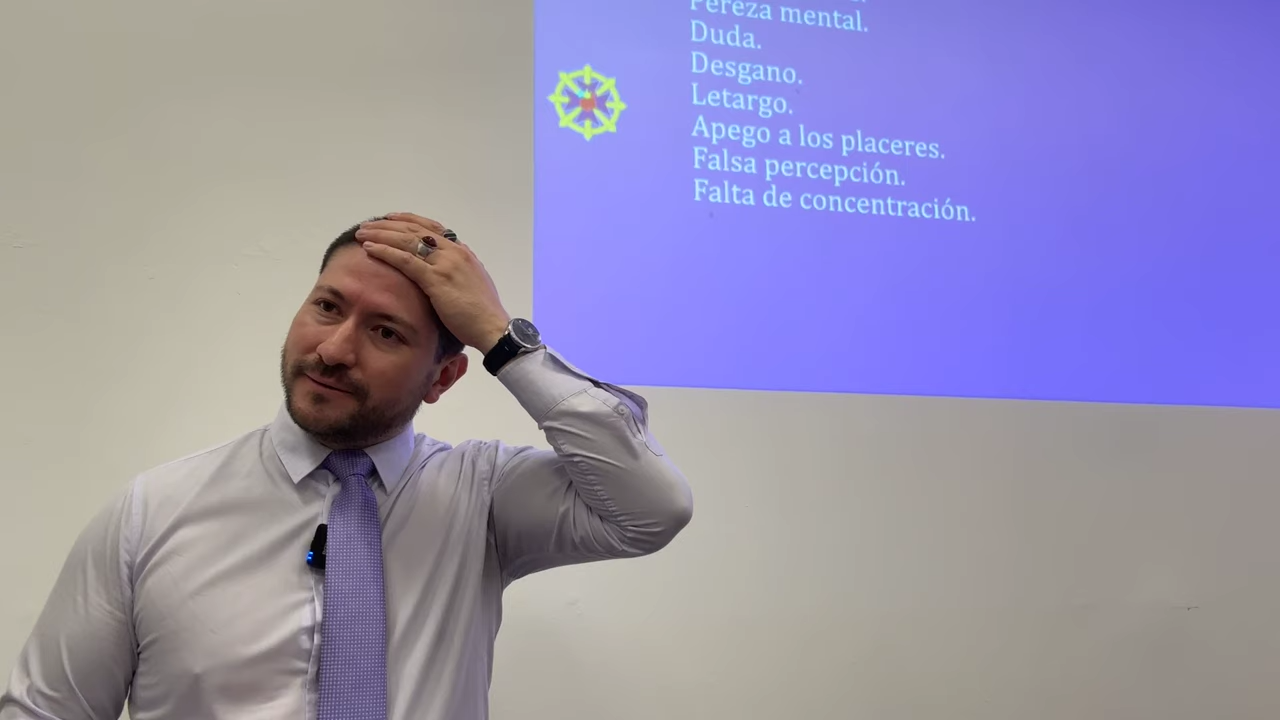 Pereza mental.
Duda.
Desgano.
Letargo.
Apego a los placeres.
Falsa percepción.
Falta de concentración.